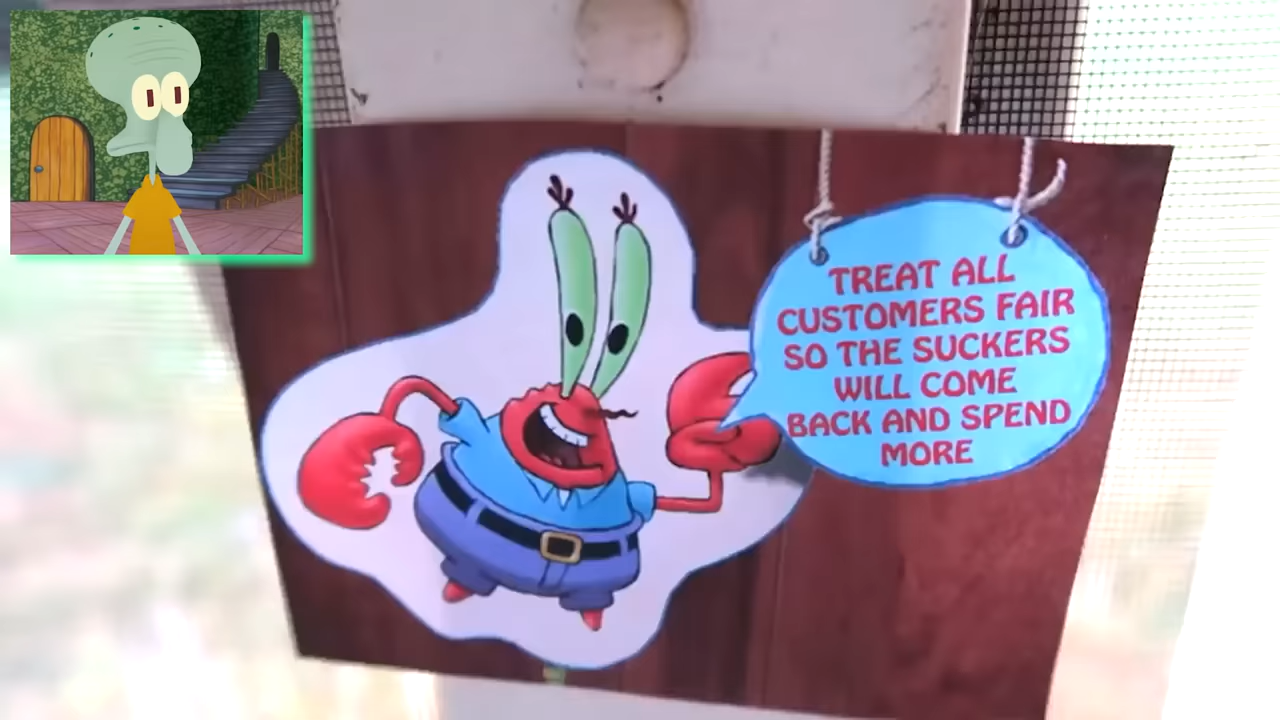 TREAT ALL
CUSTOMERS FAIR
SO THE SUCKERS
WILL COME
BACK AND SPEND
MORE